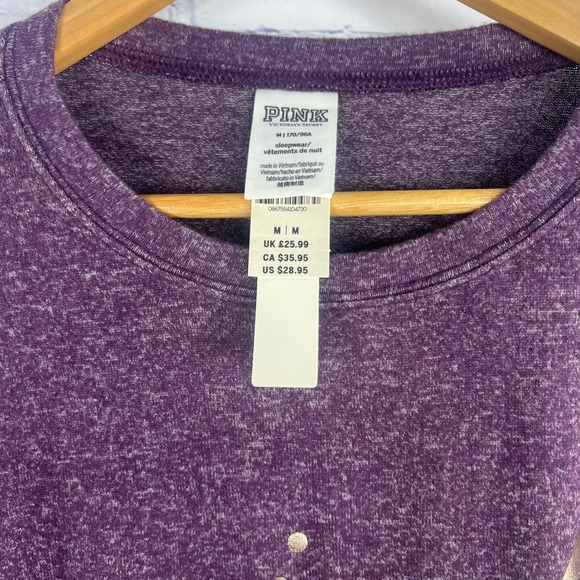 PINK
VICTORIA'S SECRET
M | 170/96A
sleepwear/
vêtements de nuit
made in Vietnam/fabriqué au
Vietnam/hecho en Vietnam/
fabbricato in Vietnam/
越南制造
0667554104730
M | M
UK £25.99
CA $35.95
US $28.95